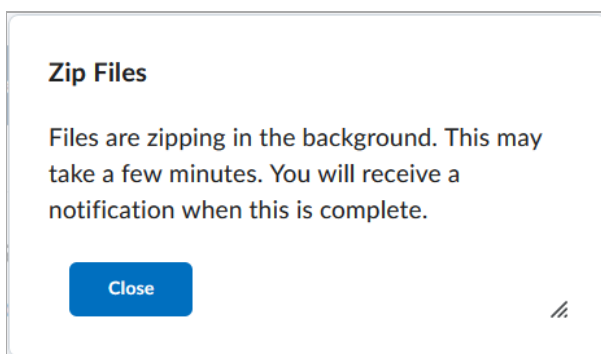 Zip Files
Files are zipping in the background. This may
take a few minutes. You will receive a
notification when this is complete.
Close